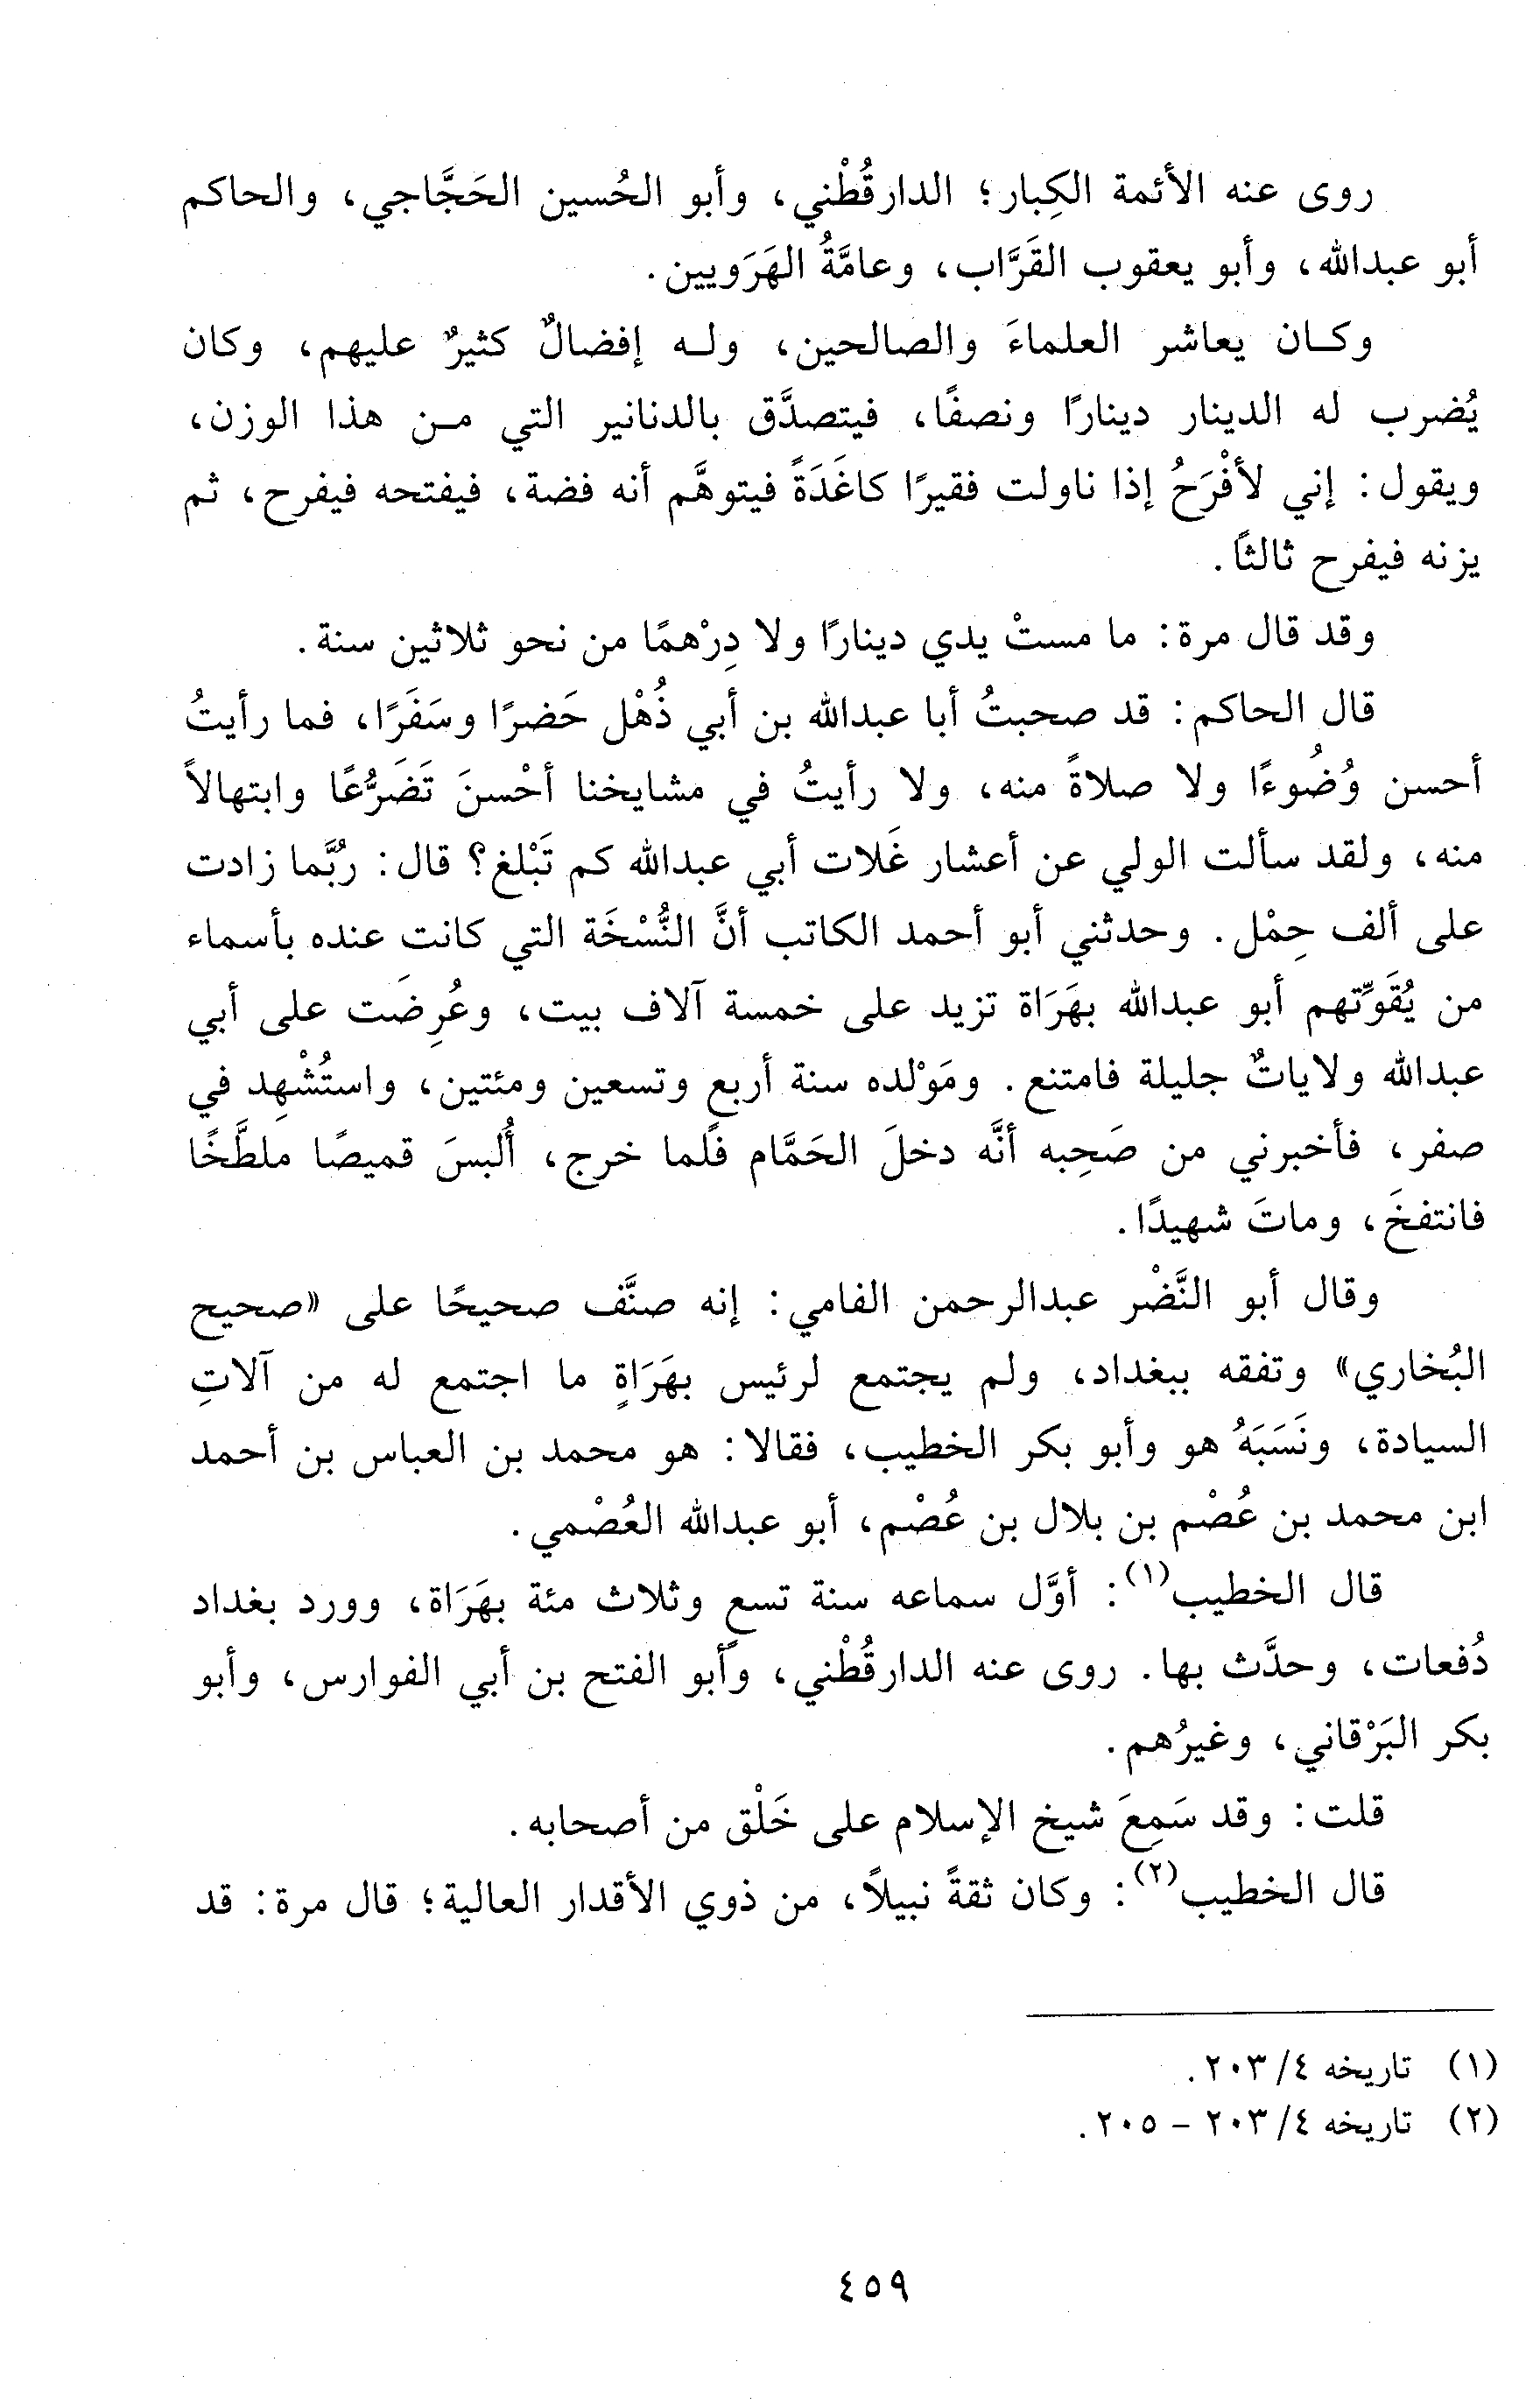 روى عنه الأئمة الكِبار؛ الدارقُطْني، وأبو الحُسين الحَجَّاجي، والحاكم
أبو عبدالله، وأبو يعقوب القَرَّاب، وعامَّةُ الهَرَويين.
وكان يعاشر العلماءَ والصالحين، وله إفضالٌ كثيرٌ عليهم، وكان
يُضرب له الدينار دينارًا ونصفًا، فيتصدَّق بالدنانير التي من هذا الوزن،
ويقول: إني لأفْرَحُ إذا ناولت فقيرًا كاغَدَةً فيتوهَّم أنه فضة، فيفتحه فيفرح، ثم
يزنه فيفرح ثالثًا.
وقد قال مرة: ما مستْ يدي دينارًا ولا دِرْهمًا من نحو ثلاثين سنة.
قال الحاكم: قد صحبتُ أبا عبدالله بن أبي ذُهْل حَضرًا وسَفَرًا، فما رأيتُ
أحسن وُضُوءًا ولا صلاةً منه، ولا رأيتُ في مشايخنا أحْسنَ تَضَرُّعًا وابتهالاً
منه، ولقد سألت الولي عن أعشار غَلات أبي عبدالله كم تَبْلغ؟ قال: رُبَّما زادت
على ألف حِمْل. وحدثني أبو أحمد الكاتب أنَّ النُّسْخَة التي كانت عنده بأسماء
من يُقَوِّتهم أبو عبدالله بهَرَاة تزيد على خمسة آلاف بيت، وعُرِضَت على أبي
عبدالله ولاياتٌ جليلة فامتنع. ومَوْلده سنة أربع وتسعين ومئتين، واستُشْهِد في
صفر، فأخبرني من صَحِبه أنَّه دخلَ الحَمَّام فلما خرج، أُلبسَ قميصًا ملطَّخًا
فانتفخَ، وماتَ شهيدًا.
وقال أبو النَّضْر عبدالرحمن الفامي: إنه صنَّف صحيحًا على «صحيح
البُخاري» وتفقه ببغداد، ولم يجتمع لرئيس بهَرَاةٍ ما اجتمع له من آلاتِ
السيادة، ونَسَبَهُ هو وأبو بكر الخطيب، فقالا: هو محمد بن العباس بن أحمد
ابن محمد بن عُصْم بن بلال بن عُصْم، أبو عبدالله العُصْمي.
قال الخطيب(١): أوَّل سماعه سنة تسعٍ وثلاث مئة بهَرَاة، وورد بغداد
دُفعات، وحدَّث بها. روى عنه الدارقُطْني، وأبو الفتح بن أبي الفوارس، وأبو
بكر البَرْقاني، وغيرُهم.
قلت: وقد سَمِعَ شيخ الإسلام على خَلْق من أصحابه.
قال الخطيب(٢): وكان ثقةً نبيلاً، من ذوي الأقدار العالية؛ قال مرة: قد
(١) تاريخه ٤/ ٢٠٣.
(٢) تاريخه ٤/ ٢٠٣ - ٢٠٥.
٤٥٩